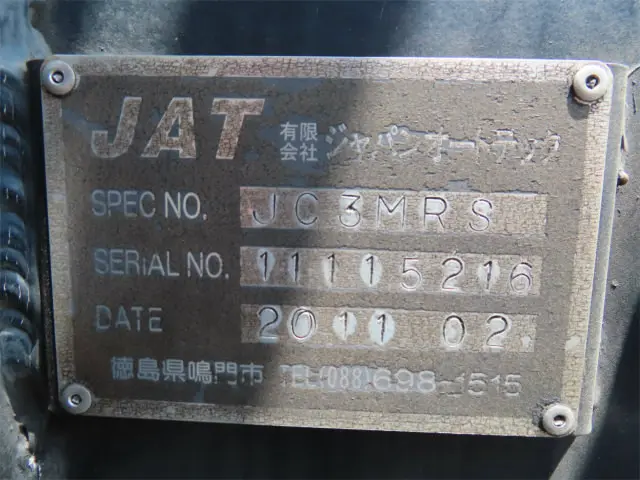 JAT 有限会社 ジャパンオートテック
SPEC NO. JC3MRS
SERiAL NO. 11115216
DATE 2011 02
徳島県鳴門市 TEL(088)698-1515